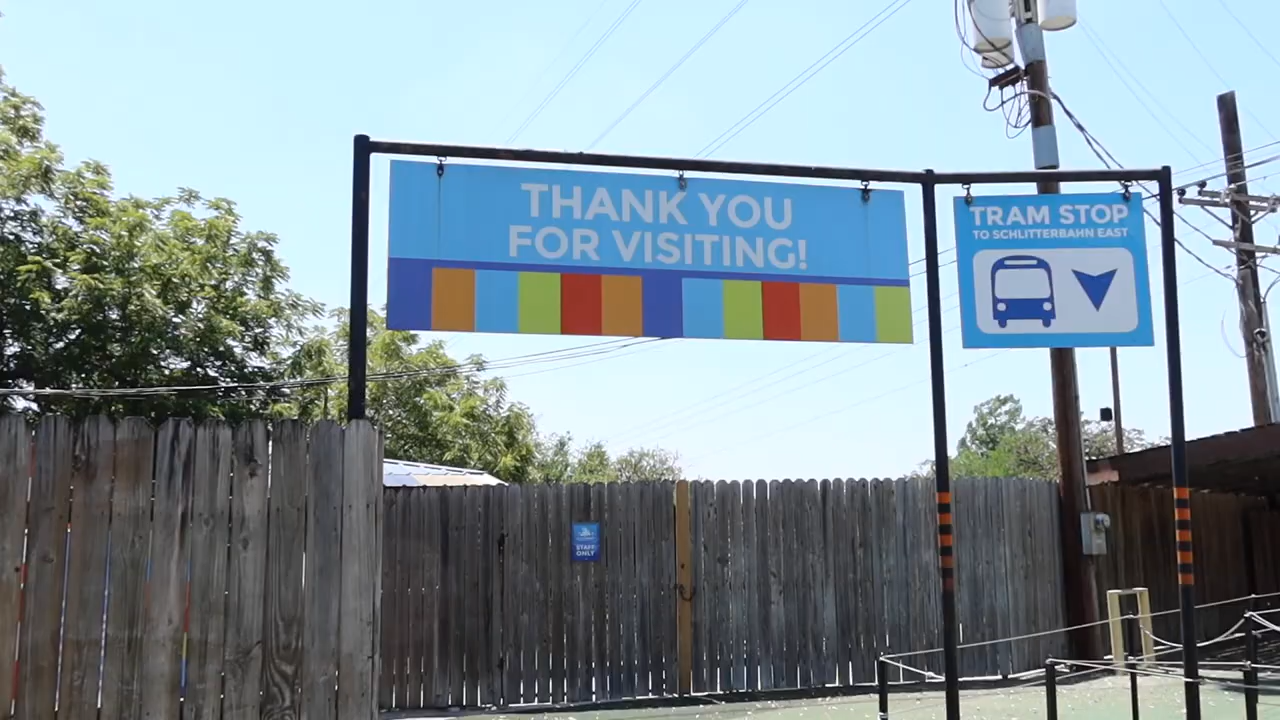 THANK YOU
FOR VISITING!
TRAM STOP
TO SCHLITTERBAHN EAST
STAFF
ONLY